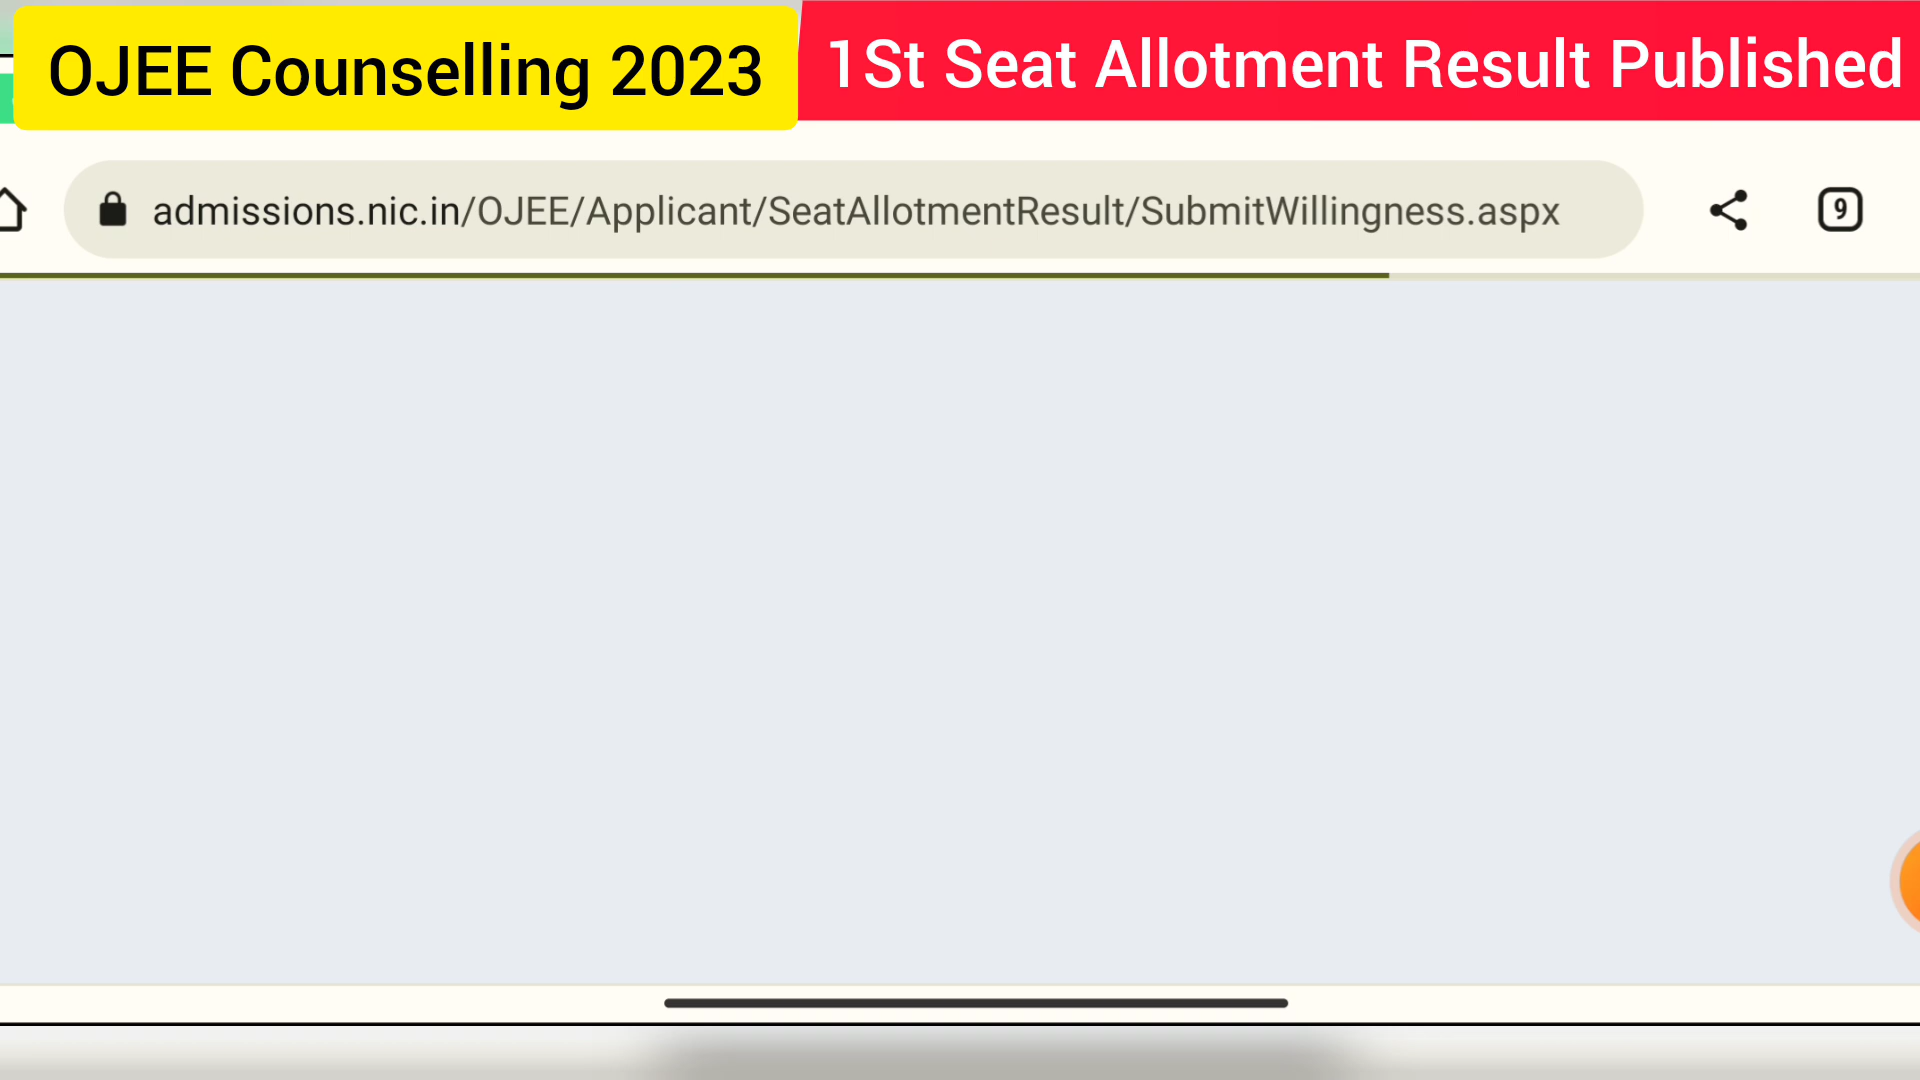 OJEE Counselling 2023
1St Seat Allotment Result Published
admissions.nic.in/OJEE/Applicant/SeatAllotmentResult/SubmitWillingness.aspx
9